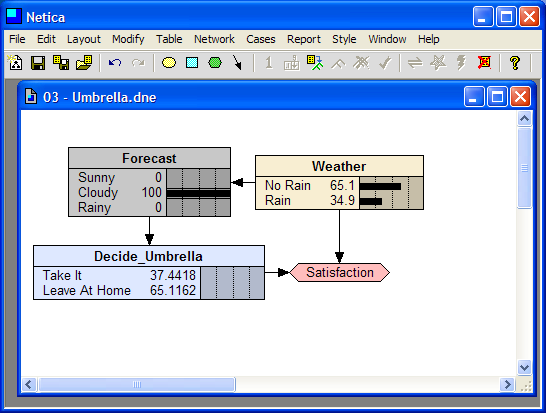 Netica
File Edit Layout Modify Table Network Cases Report Style Window Help
1 ?
03 - Umbrella.dne
Forecast
Sunny 0
Cloudy 100
Rainy 0
Weather
No Rain 65.1
Rain 34.9
Decide_Umbrella
Take It 37.4418
Leave At Home 65.1162
Satisfaction